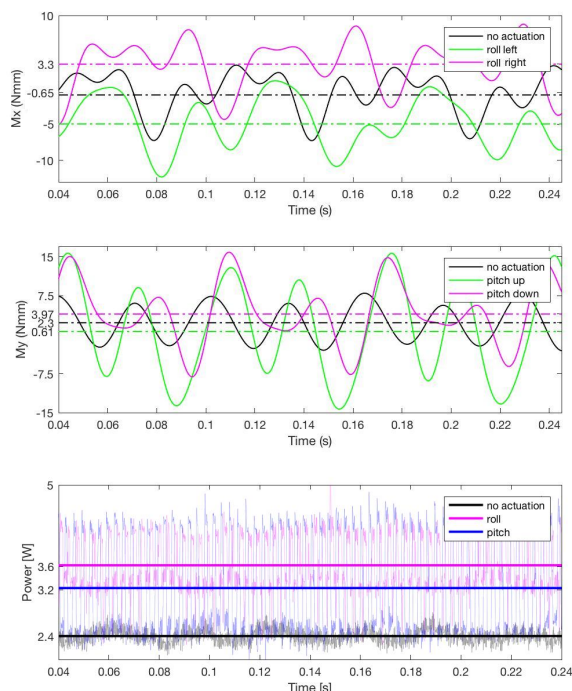 10
3.3
-0.65
-5
-10
Mx (Nmm)
no actuation
roll left
roll right
0.04 0.06 0.08 0.1 0.12 0.14 0.16 0.18 0.2 0.22 0.24
Time (s)
15
7.5
3.97
2.3
0.61
-7.5
-15
My (Nmm)
no actuation
pitch up
pitch down
0.04 0.06 0.08 0.1 0.12 0.14 0.16 0.18 0.2 0.22 0.24
Time (s)
5
3.6
3.2
2.4
Power [W]
no actuation
roll
pitch
0.04 0.06 0.08 0.1 0.12 0.14 0.16 0.18 0.2 0.22 0.24
Time [s]